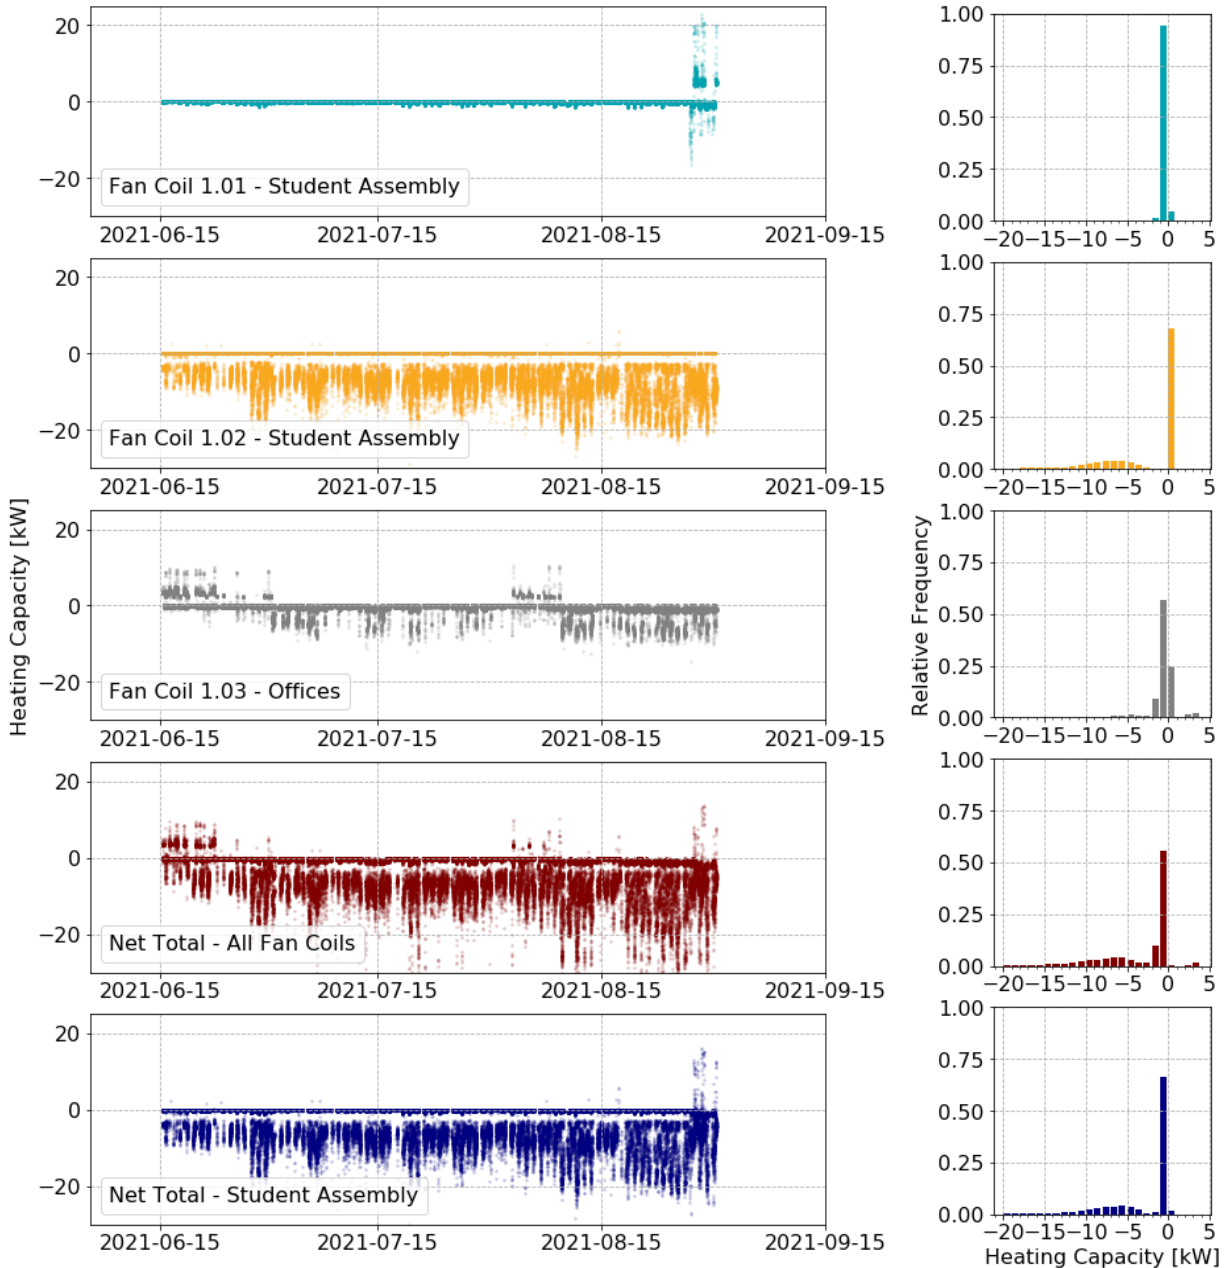 20
0
−20
Fan Coil 1.01 - Student Assembly
2021-06-15 2021-07-15 2021-08-15 2021-09-15
1.00
0.75
0.50
0.25
0.00
−20 −15 −10 −5 0 5
20
0
−20
Fan Coil 1.02 - Student Assembly
2021-06-15 2021-07-15 2021-08-15 2021-09-15
1.00
0.75
0.50
0.25
0.00
−20 −15 −10 −5 0 5
Heating Capacity [kW]
20
0
−20
Fan Coil 1.03 - Offices
2021-06-15 2021-07-15 2021-08-15 2021-09-15
Relative Frequency
1.00
0.75
0.50
0.25
0.00
−20 −15 −10 −5 0 5
20
0
−20
Net Total - All Fan Coils
2021-06-15 2021-07-15 2021-08-15 2021-09-15
1.00
0.75
0.50
0.25
0.00
−20 −15 −10 −5 0 5
20
0
−20
Net Total - Student Assembly
2021-06-15 2021-07-15 2021-08-15 2021-09-15
1.00
0.75
0.50
0.25
0.00
−20 −15 −10 −5 0 5
Heating Capacity [kW]